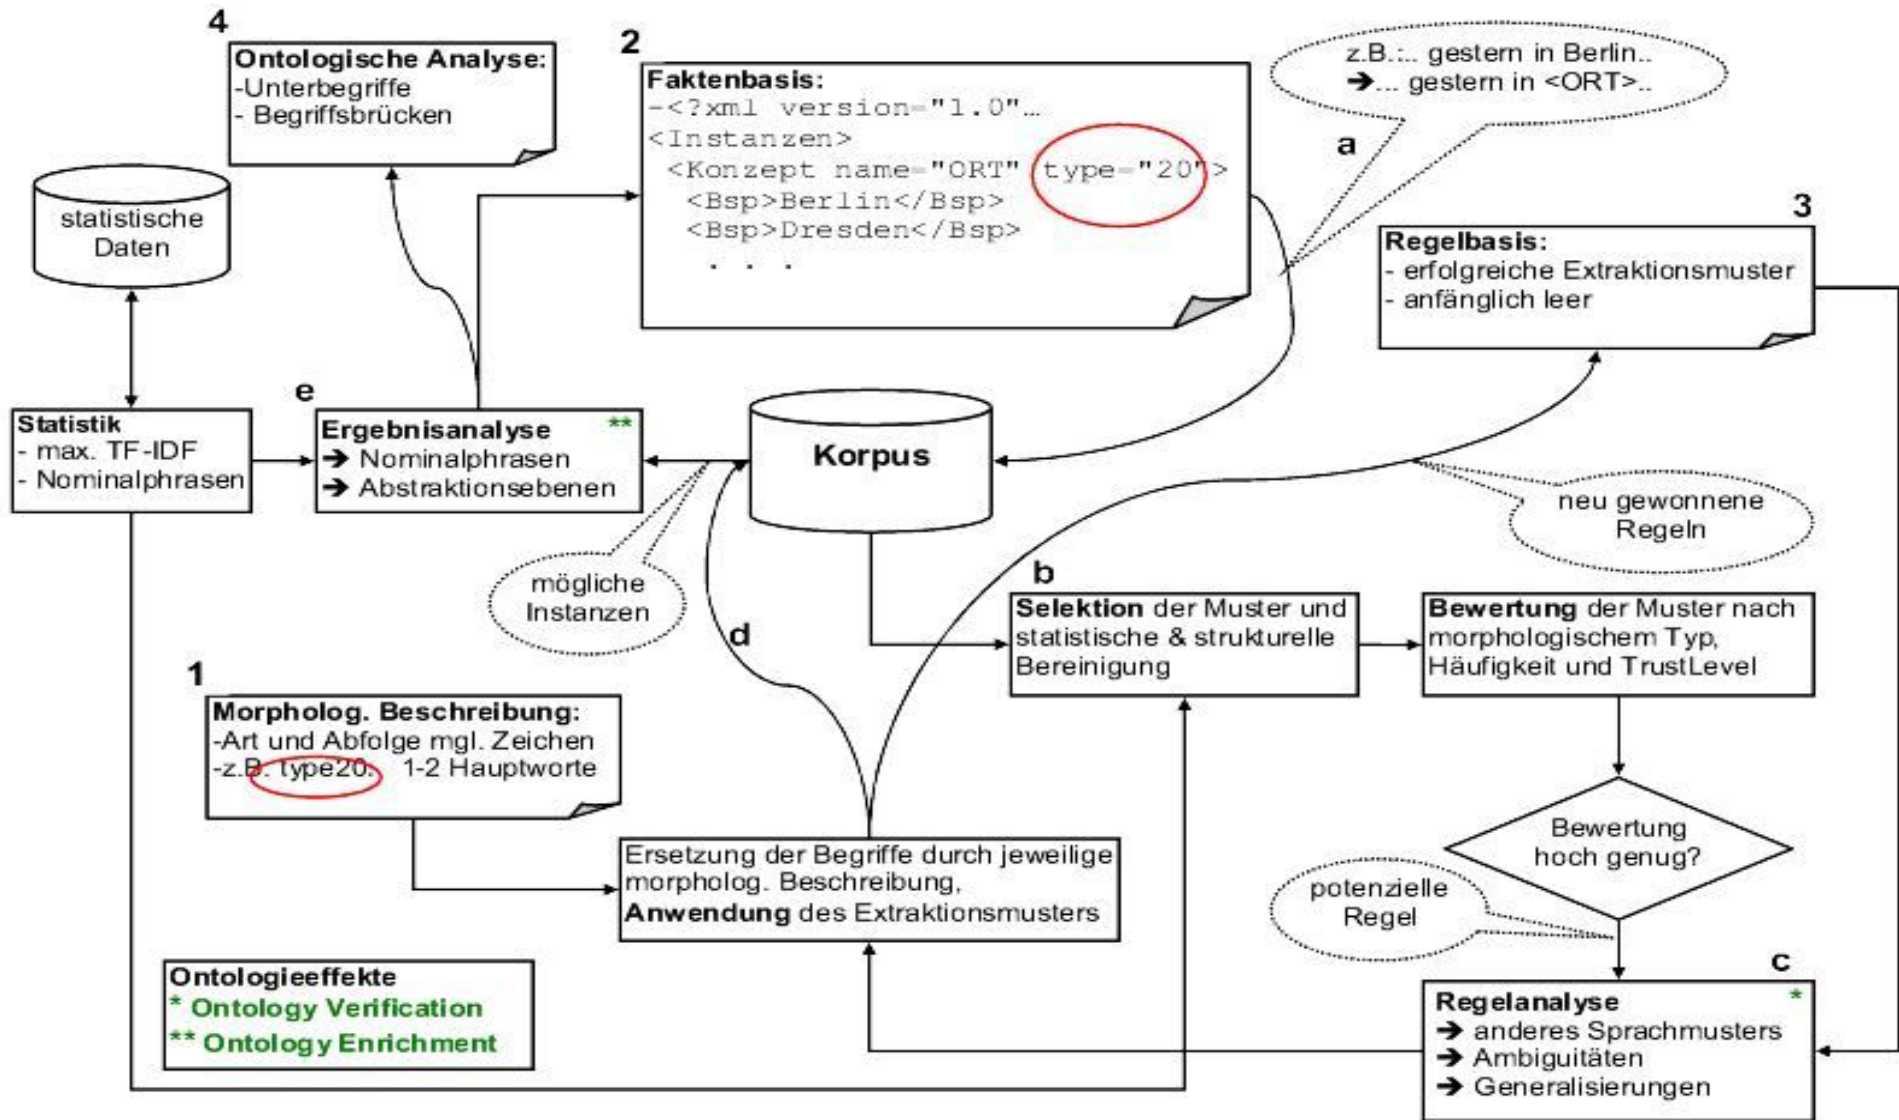 4
Ontologische Analyse:
-Unterbegriffe
- Begriffsbrücken
2
Faktenbasis:
-<?xml version="1.0"…
<Instanzen>
<Konzept name="ORT" type="20">
<Bsp>Berlin</Bsp>
<Bsp>Dresden</Bsp>
. . .
z.B.:.. gestern in Berlin..
➔... gestern in <ORT>..
a
statistische
Daten
3
Regelbasis:
- erfolgreiche Extraktionsmuster
- anfänglich leer
Statistik
- max. TF-IDF
- Nominalphrasen
e
Ergebnisanalyse **
➔ Nominalphrasen
➔ Abstraktionsebenen
Korpus
neu gewonnene
Regeln
mögliche
Instanzen
d
b
Selektion der Muster und
statistische & strukturelle
Bereinigung
Bewertung der Muster nach
morphologischem Typ,
Häufigkeit und TrustLevel
1
Morpholog. Beschreibung:
-Art und Abfolge mgl. Zeichen
-z.B. type20: 1-2 Hauptworte
Ersetzung der Begriffe durch jeweilige
morpholog. Beschreibung,
Anwendung des Extraktionsmusters
Bewertung
hoch genug?
potenzielle
Regel
c
Regelanalyse *
➔ anderes Sprachmusters
➔ Ambiguitäten
➔ Generalisierungen
Ontologieeffekte
* Ontology Verification
** Ontology Enrichment